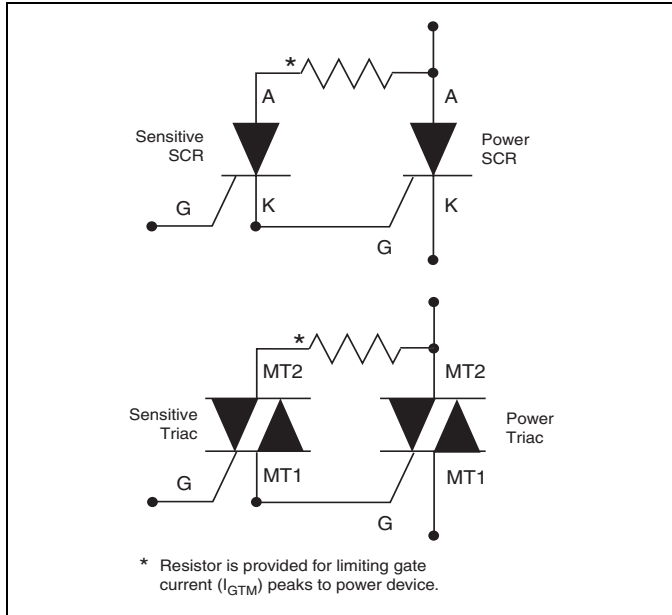 *
A
A
Sensitive
SCR
Power
SCR
G
K
K
G
*
MT2
MT2
Sensitive
Triac
Power
Triac
G
MT1
MT1
G
* Resistor is provided for limiting gate
current (IGTM) peaks to power device.